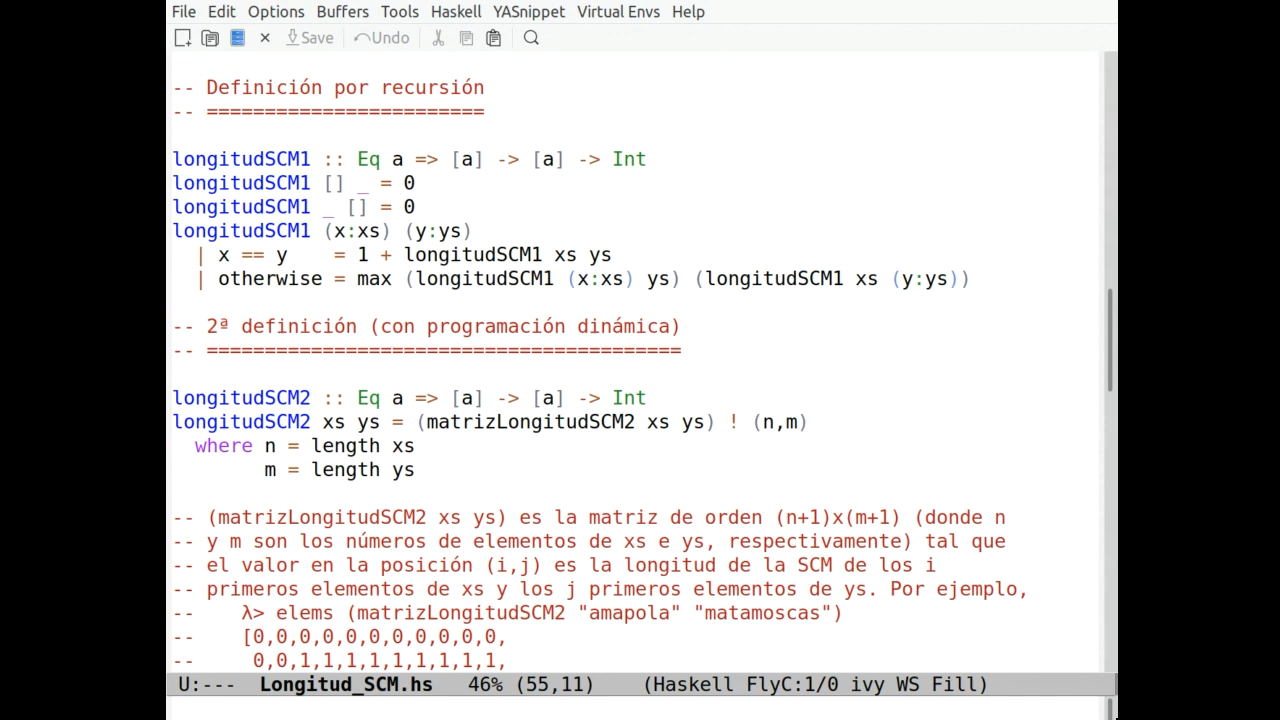 File Edit Options Buffers Tools Haskell YASnippet Virtual Envs Help
Save Undo
-- Definición por recursión
-- ========================
longitudSCM1 :: Eq a => [a] -> [a] -> Int
longitudSCM1 [] _ = 0
longitudSCM1 _ [] = 0
longitudSCM1 (x:xs) (y:ys)
  | x == y    = 1 + longitudSCM1 xs ys
  | otherwise = max (longitudSCM1 (x:xs) ys) (longitudSCM1 xs (y:ys))
-- 2ª definición (con programación dinámica)
-- =========================================
longitudSCM2 :: Eq a => [a] -> [a] -> Int
longitudSCM2 xs ys = (matrizLongitudSCM2 xs ys) ! (n,m)
  where n = length xs
        m = length ys
-- (matrizLongitudSCM2 xs ys) es la matriz de orden (n+1)x(m+1) (donde n
-- y m son los números de elementos de xs e ys, respectivamente) tal que
-- el valor en la posición (i,j) es la longitud de la SCM de los i
-- primeros elementos de xs y los j primeros elementos de ys. Por ejemplo,
--    λ> elems (matrizLongitudSCM2 "amapola" "matamoscas")
--    [0,0,0,0,0,0,0,0,0,0,0,
--     0,0,1,1,1,1,1,1,1,1,1,
U:---  Longitud_SCM.hs   46% (55,11)    (Haskell FlyC:1/0 ivy WS Fill)